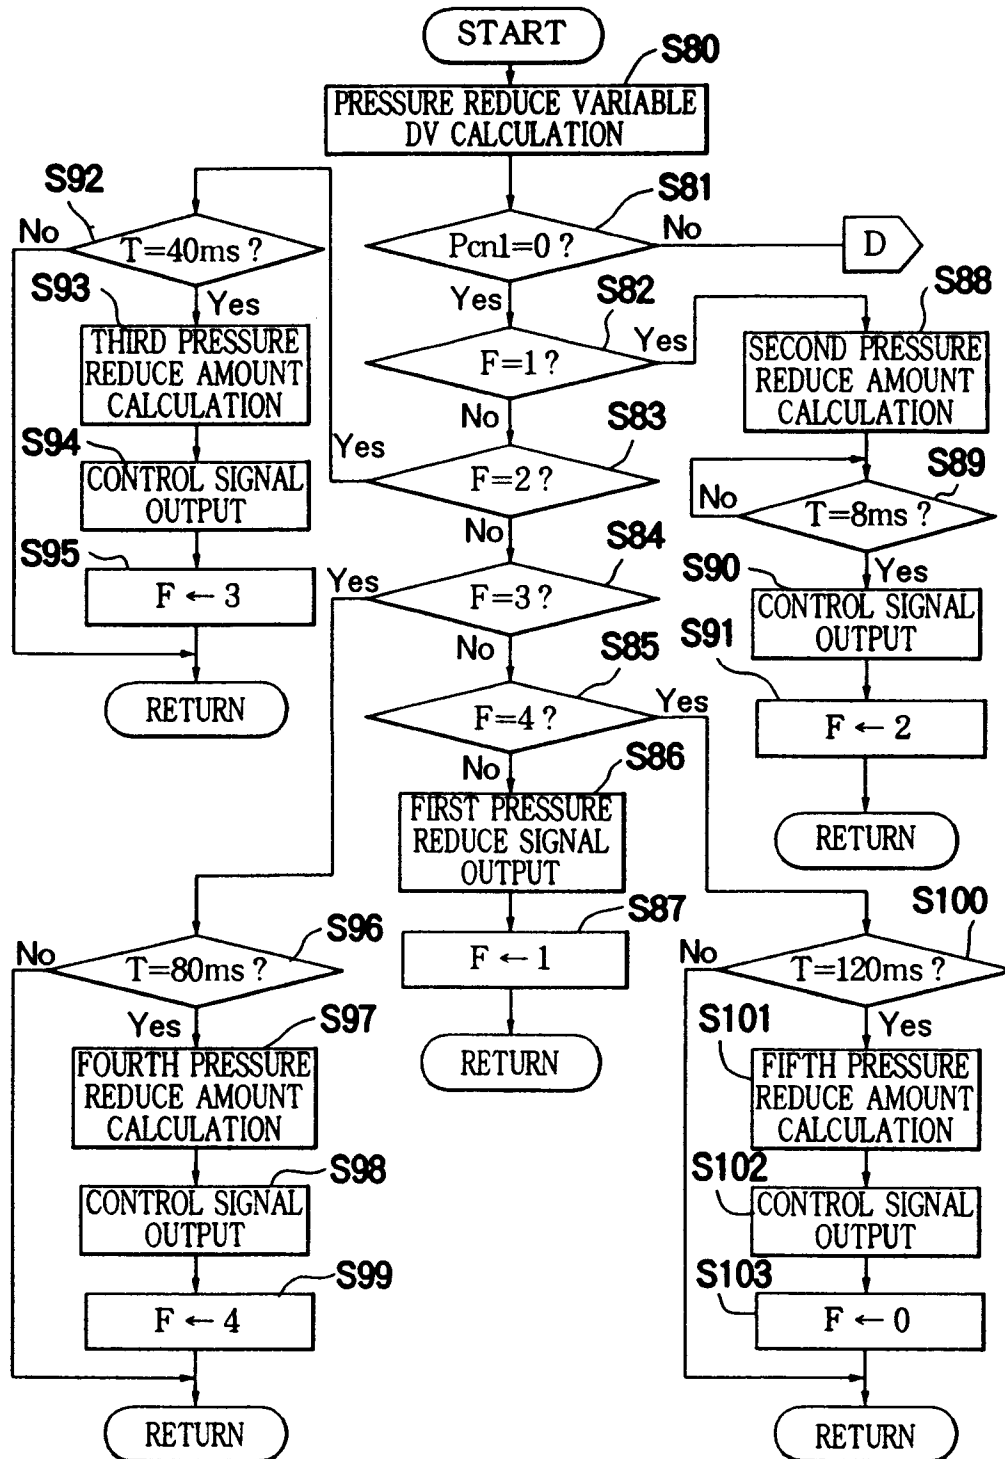 START
S80
PRESSURE REDUCE VARIABLE
DV CALCULATION
S81
Pcn1=0 ?
No
D
Yes
S82
F=1 ?
Yes
No
S83
F=2 ?
Yes
No
S84
F=3 ?
Yes
No
S85
F=4 ?
Yes
No
S86
FIRST PRESSURE
REDUCE SIGNAL
OUTPUT
S87
F ← 1
RETURN
S88
SECOND PRESSURE
REDUCE AMOUNT
CALCULATION
S89
No
T=8ms ?
Yes
S90
CONTROL SIGNAL
OUTPUT
S91
F ← 2
RETURN
S92
No
T=40ms ?
Yes
S93
THIRD PRESSURE
REDUCE AMOUNT
CALCULATION
S94
CONTROL SIGNAL
OUTPUT
S95
F ← 3
RETURN
S96
No
T=80ms ?
Yes
S97
FOURTH PRESSURE
REDUCE AMOUNT
CALCULATION
S98
CONTROL SIGNAL
OUTPUT
S99
F ← 4
RETURN
S100
No
T=120ms ?
Yes
S101
FIFTH PRESSURE
REDUCE AMOUNT
CALCULATION
S102
CONTROL SIGNAL
OUTPUT
S103
F ← 0
RETURN